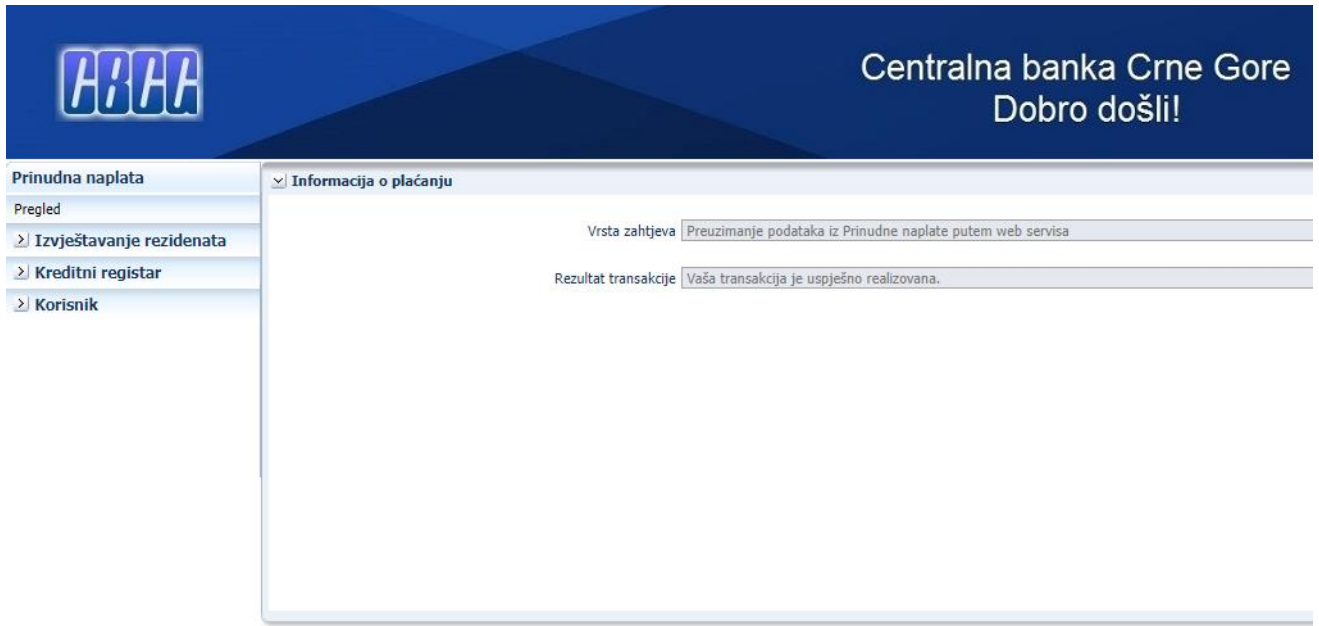 CBCG
Centralna banka Crne Gore
Dobro došli!
Prinudna naplata
Pregled
Izvještavanje rezidenata
Kreditni registar
Korisnik
Informacija o plaćanju
Vrsta zahtjeva Preuzimanje podataka iz Prinudne naplate putem web servisa
Rezultat transakcije Vaša transakcija je uspješno realizovana.